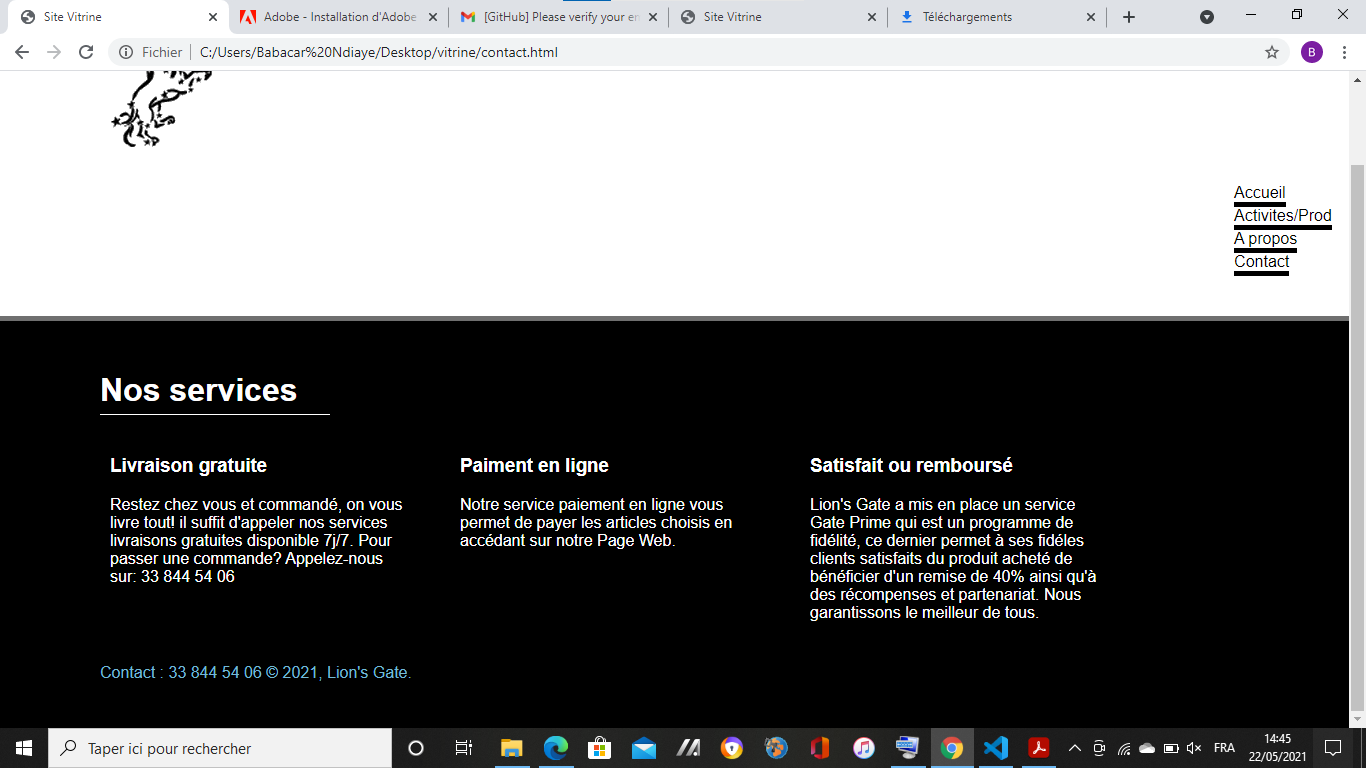 Site Vitrine
Adobe - Installation d'Adobe
[GitHub] Please verify your en
Site Vitrine
Téléchargements
Fichier
C:/Users/Babacar%20Ndiaye/Desktop/vitrine/contact.html
B
Accueil
Activites/Prod
A propos
Contact
Nos services
Livraison gratuite
Restez chez vous et commandé, on vous
livre tout! il suffit d'appeler nos services
livraisons gratuites disponible 7j/7. Pour
passer une commande? Appelez-nous
sur: 33 844 54 06
Paiment en ligne
Notre service paiement en ligne vous
permet de payer les articles choisis en
accédant sur notre Page Web.
Satisfait ou remboursé
Lion's Gate a mis en place un service
Gate Prime qui est un programme de
fidélité, ce dernier permet à ses fidéles
clients satisfaits du produit acheté de
bénéficier d'un remise de 40% ainsi qu'à
des récompenses et partenariat. Nous
garantissons le meilleur de tous.
Contact : 33 844 54 06 © 2021, Lion's Gate.
Taper ici pour rechercher
FRA
14:45
22/05/2021